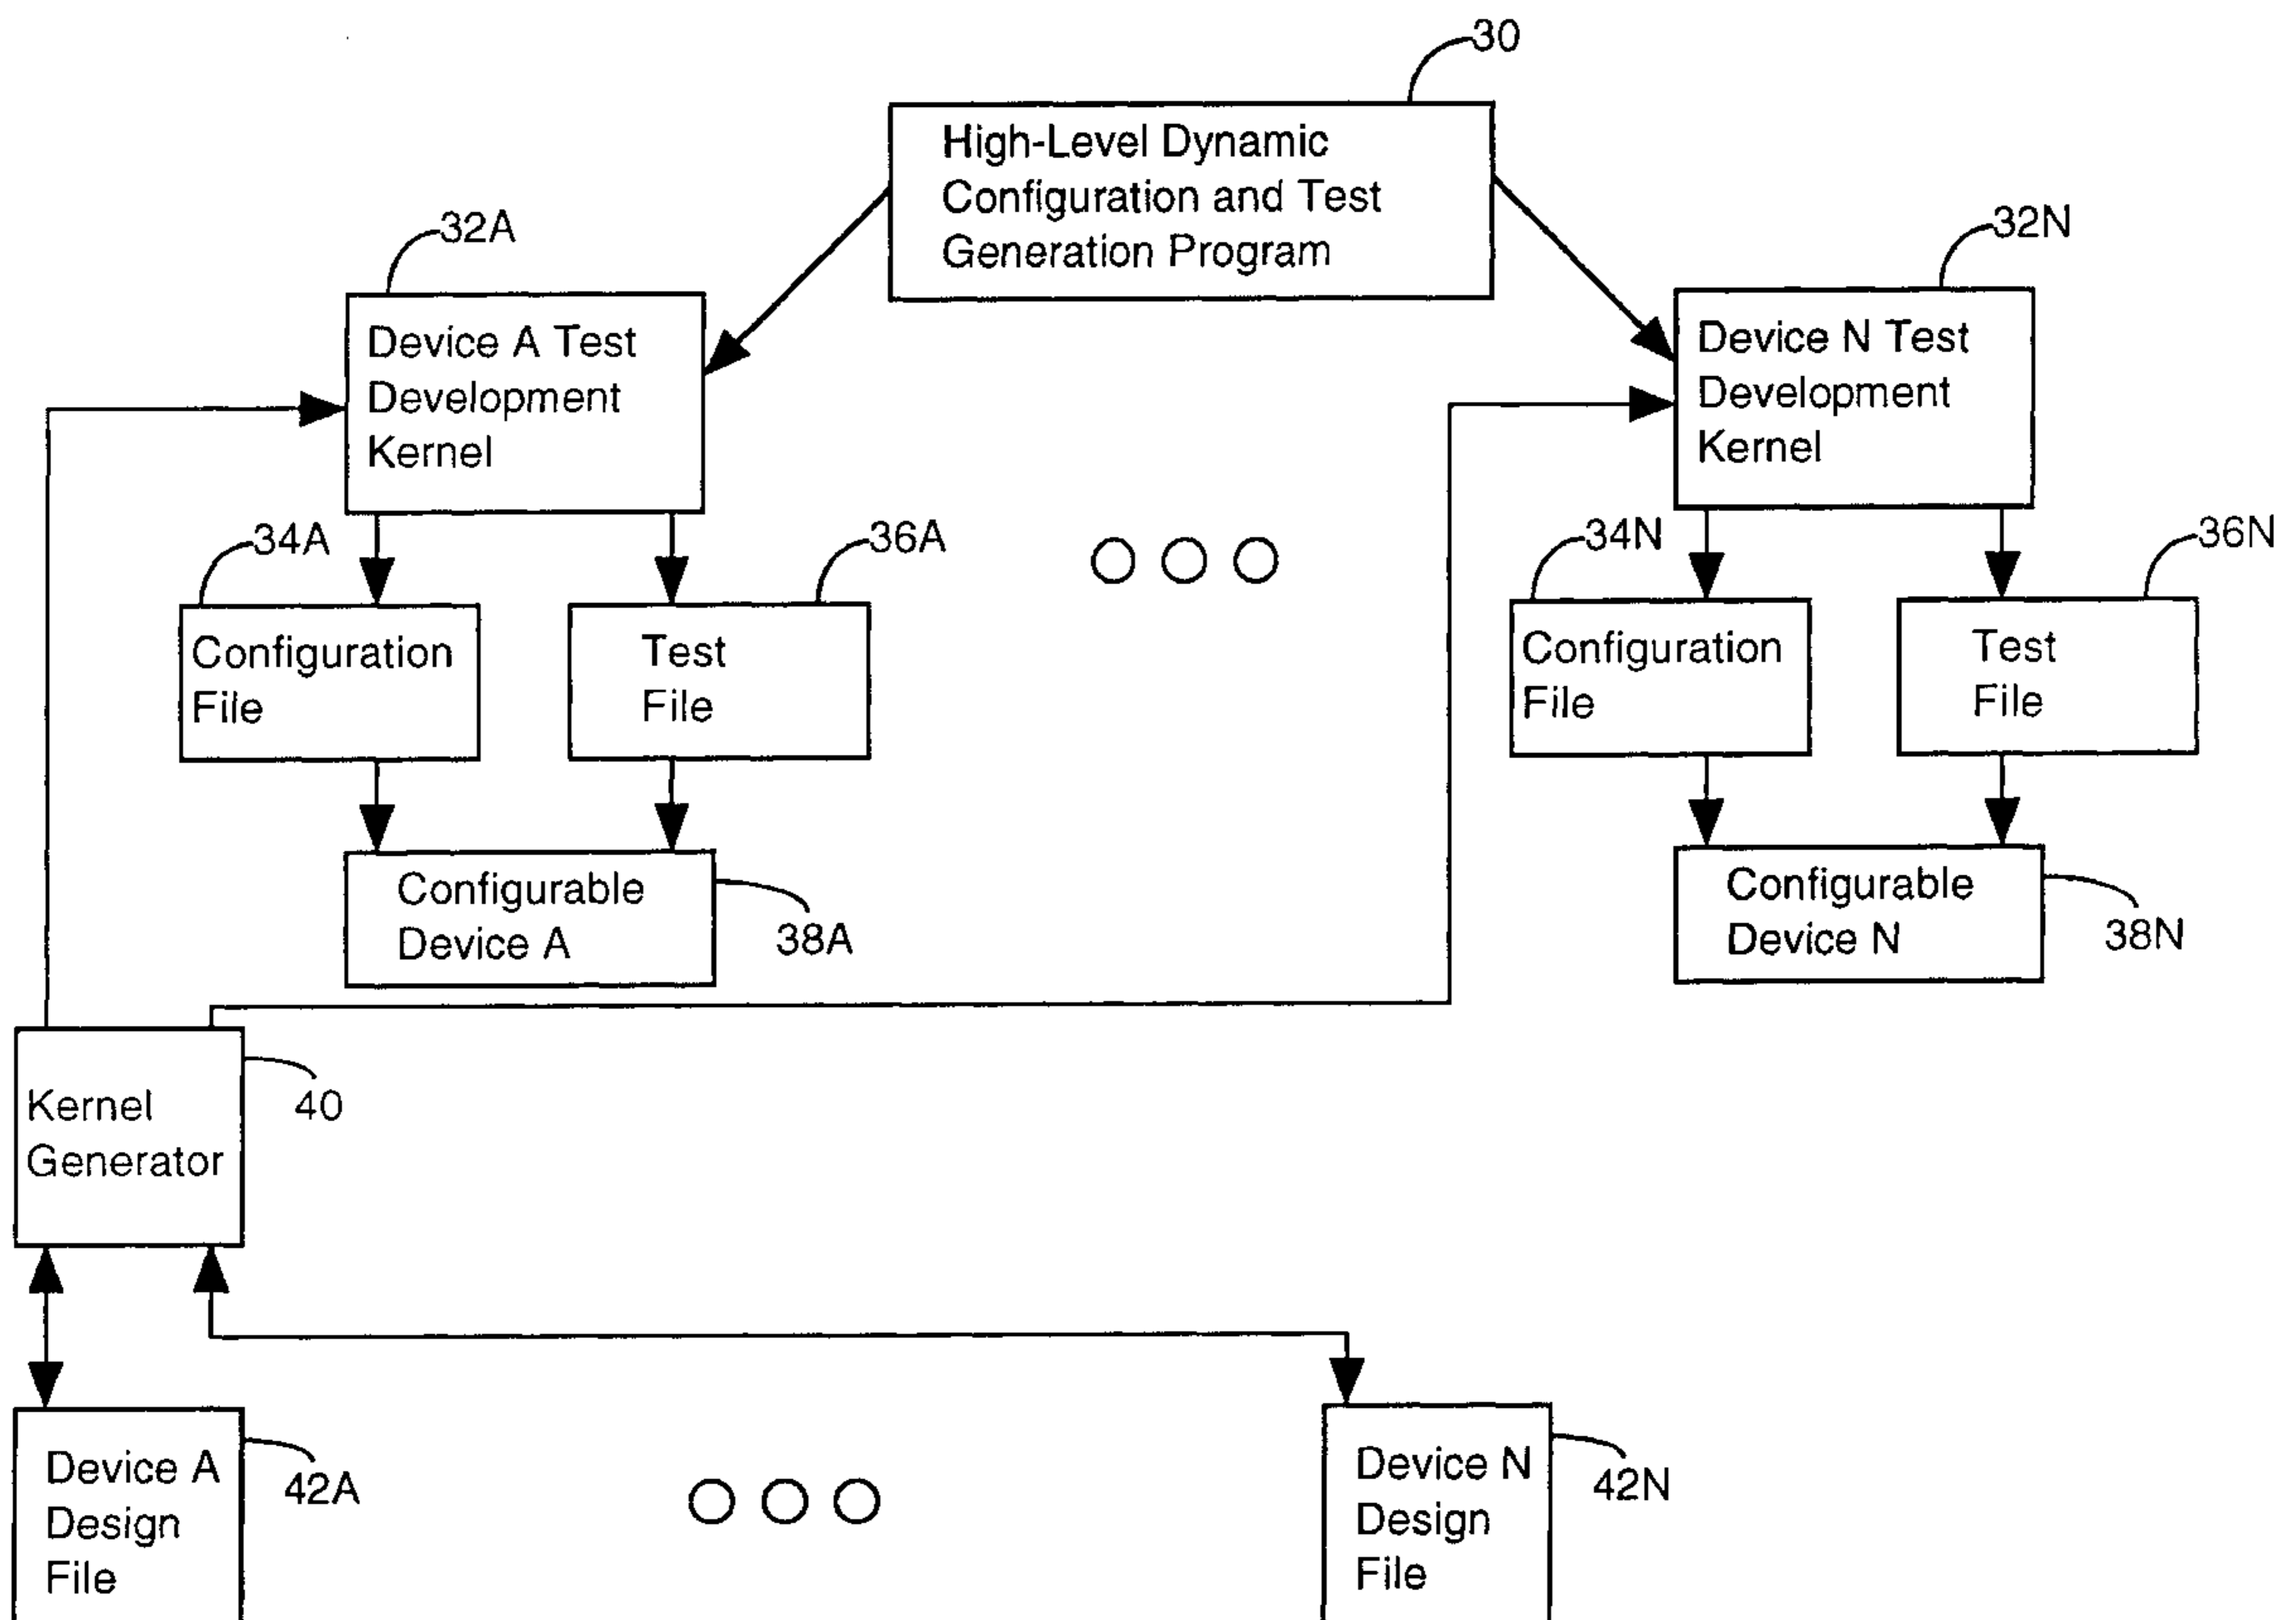 30
High-Level Dynamic
Configuration and Test
Generation Program
32A
Device A Test
Development
Kernel
32N
Device N Test
Development
Kernel
34A
Configuration
File
36A
Test
File
34N
Configuration
File
36N
Test
File
Configurable
Device A
38A
Configurable
Device N
38N
Kernel
Generator
40
Device A
Design
File
42A
Device N
Design
File
42N